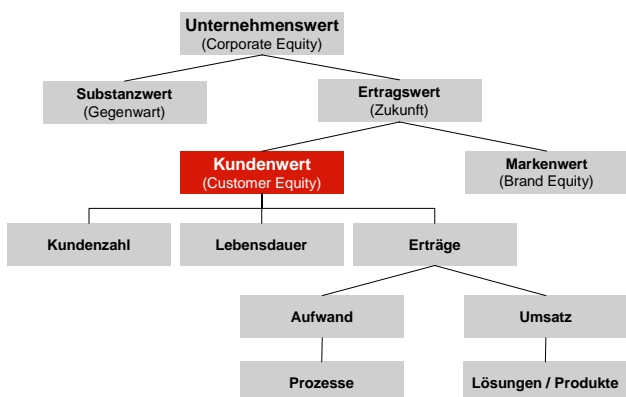 Unternehmenswert
(Corporate Equity)
Substanzwert
(Gegenwart)
Ertragswert
(Zukunft)
Kundenwert
(Customer Equity)
Markenwert
(Brand Equity)
Kundenzahl
Lebensdauer
Erträge
Aufwand
Umsatz
Prozesse
Lösungen / Produkte